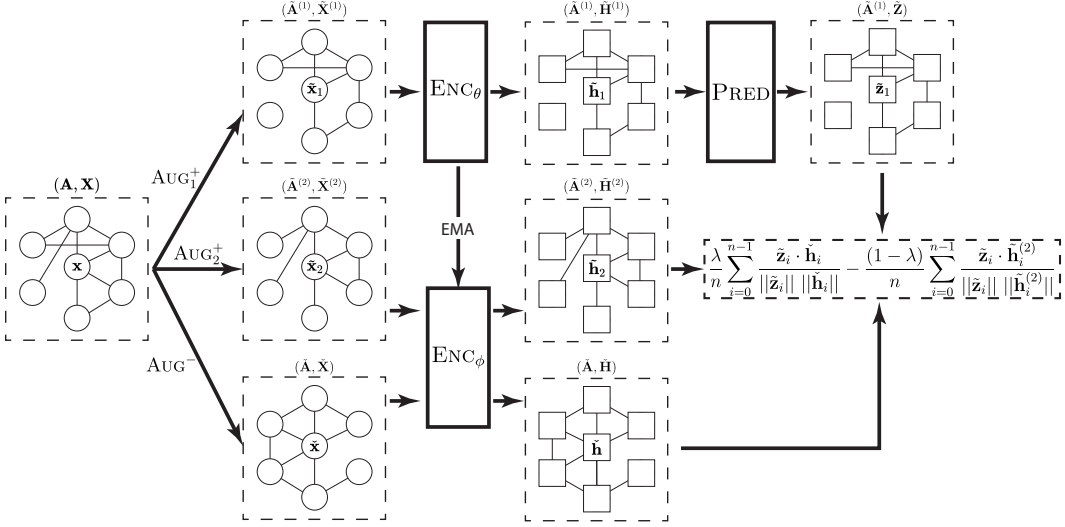 (Ã⁽¹⁾, X̃⁽¹⁾)
(Ã⁽¹⁾, H̃⁽¹⁾)
(Ã⁽¹⁾, Z̃)
x̃₁
ENC_θ
h̃₁
PRED
z̃₁
AUG₁⁺
(A, X)
(Ã⁽²⁾, X̃⁽²⁾)
(Ã⁽²⁾, H̃⁽²⁾)
EMA
AUG₂⁺
x
x̃₂
h̃₂
λ/n ∑_{i=0}^{n−1} z̃ᵢ · ȟᵢ / ||z̃ᵢ|| ||ȟᵢ|| − (1 − λ)/n ∑_{i=0}^{n−1} z̃ᵢ · h̃ᵢ⁽²⁾ / ||z̃ᵢ|| ||h̃ᵢ⁽²⁾||
AUG⁻
ENC_ϕ
(Ǎ, X̌)
(Ǎ, Ȟ)
x̌
ȟ